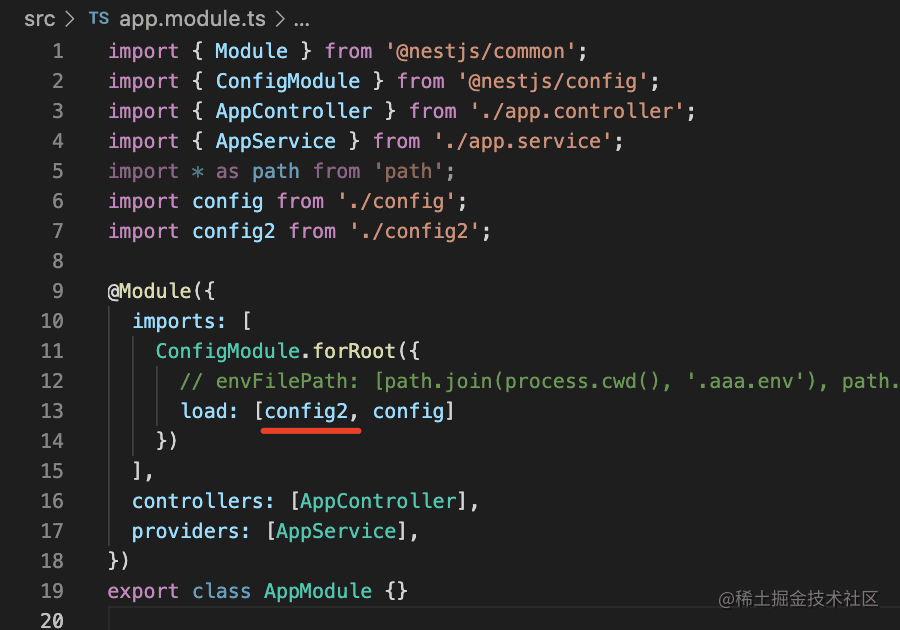 src > TS app.module.ts > ...
1 import { Module } from '@nestjs/common';
2 import { ConfigModule } from '@nestjs/config';
3 import { AppController } from './app.controller';
4 import { AppService } from './app.service';
5 import * as path from 'path';
6 import config from './config';
7 import config2 from './config2';
8
9 @Module({
10 imports: [
11 ConfigModule.forRoot({
12 // envFilePath: [path.join(process.cwd(), '.aaa.env'), path.
13 load: [config2, config]
14 })
15 ],
16 controllers: [AppController],
17 providers: [AppService],
18 })
19 export class AppModule {}
20
@稀土掘金技术社区